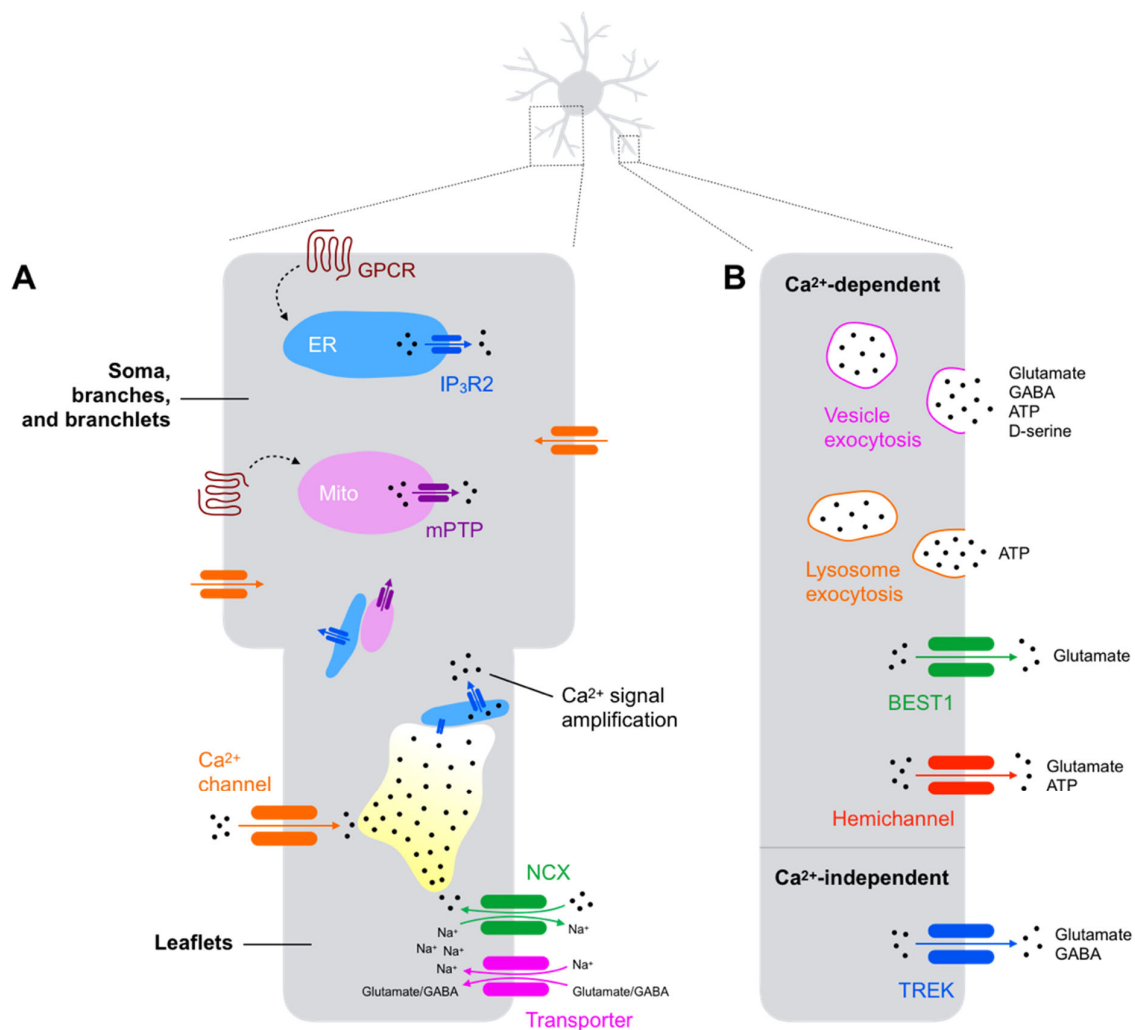 A
GPCR
ER
IP₃R2
Soma,
branches,
and branchlets
Mito
mPTP
Ca²⁺ signal
amplification
Ca²⁺
channel
NCX
Na⁺
Na⁺
Na⁺ Na⁺
Leaflets
Na⁺
Na⁺
Glutamate/GABA
Glutamate/GABA
Transporter
B
Ca²⁺-dependent
Vesicle
exocytosis
Glutamate
GABA
ATP
D-serine
Lysosome
exocytosis
ATP
Glutamate
BEST1
Glutamate
ATP
Hemichannel
Ca²⁺-independent
Glutamate
GABA
TREK